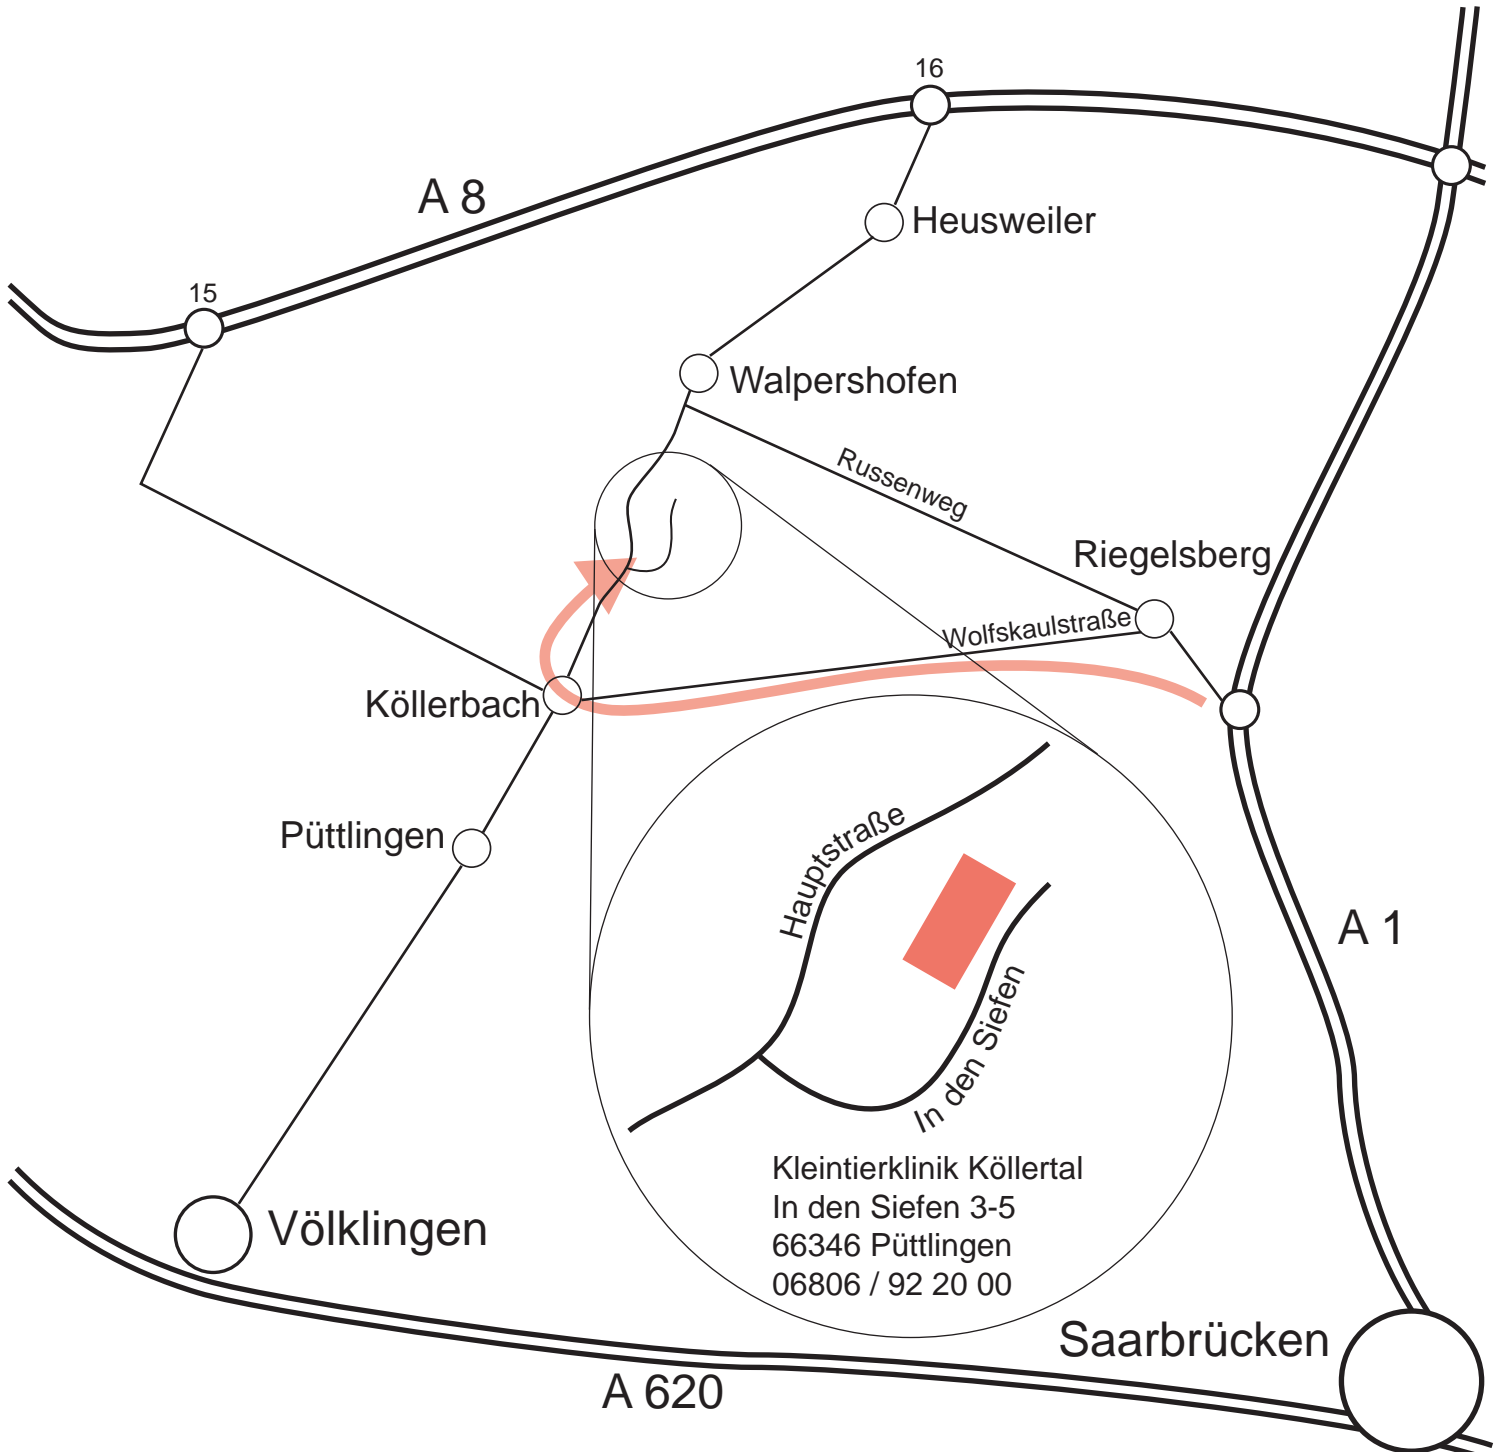 16
A 8
Heusweiler
15
Walpershofen
Russenweg
Riegelsberg
Wolfskaulstraße
Köllerbach
Hauptstraße
Püttlingen
A 1
In den Siefen
Kleintierklinik Köllertal
In den Siefen 3-5
66346 Püttlingen
06806 / 92 20 00
Völklingen
Saarbrücken
A 620